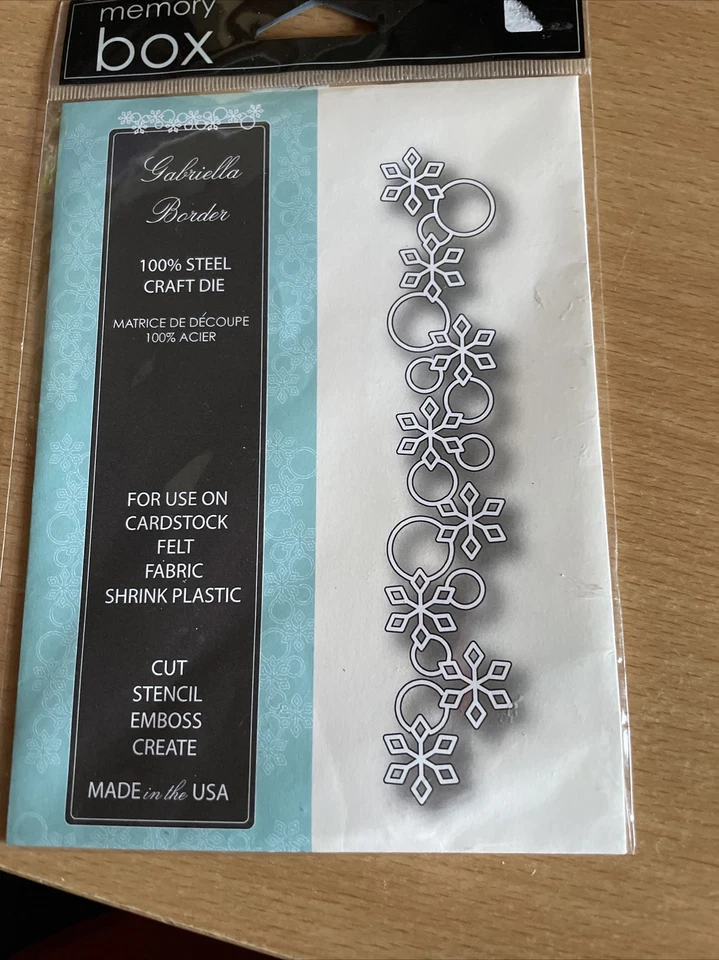 memory
box
Gabriella
Border
100% STEEL
CRAFT DIE
MATRICE DE DÉCOUPE
100% ACIER
FOR USE ON
CARDSTOCK
FELT
FABRIC
SHRINK PLASTIC
CUT
STENCIL
EMBOSS
CREATE
MADE in the USA